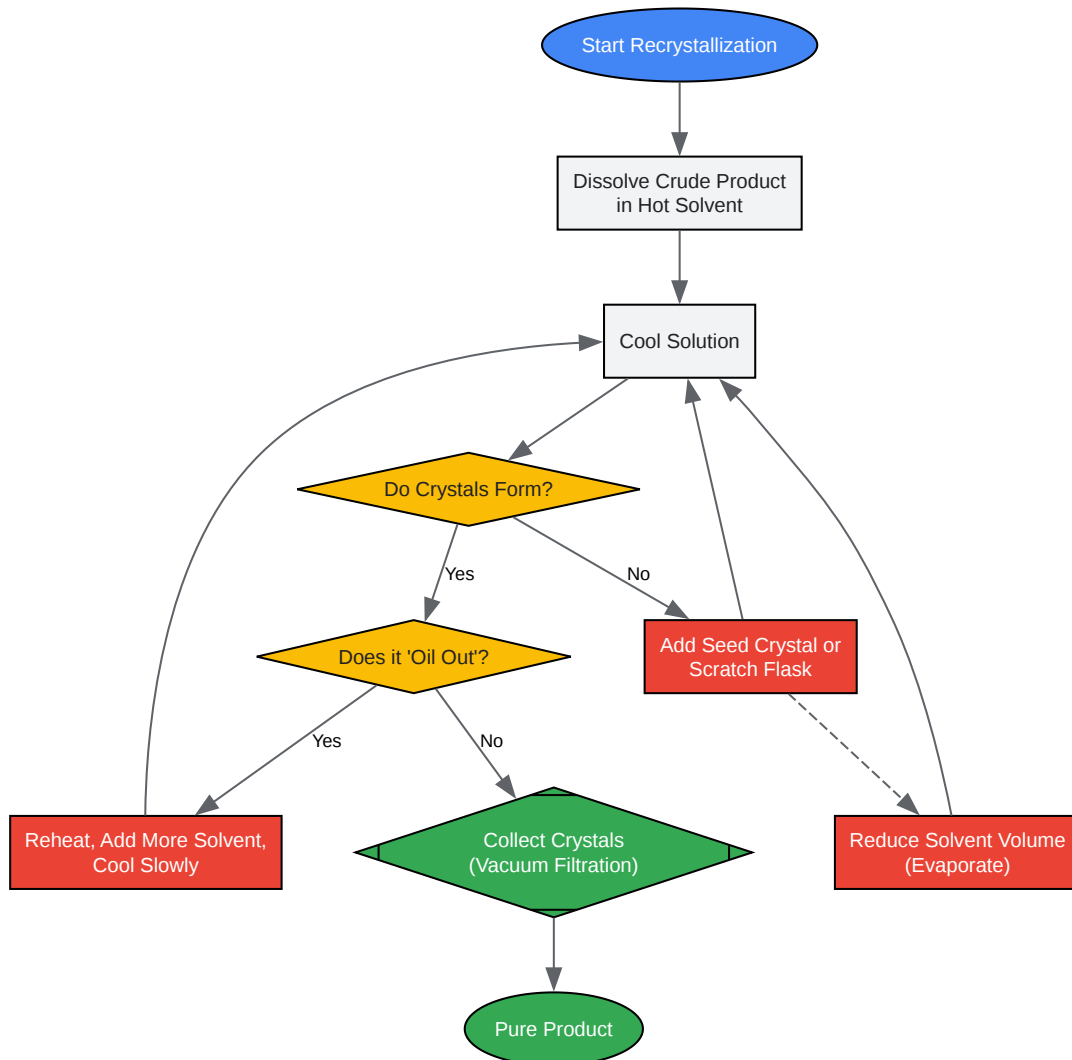 Start Recrystallization
Dissolve Crude Product
in Hot Solvent
Cool Solution
Do Crystals Form?
Yes
No
Does it 'Oil Out'?
Add Seed Crystal or
Scratch Flask
Yes
No
Reheat, Add More Solvent,
Cool Slowly
Collect Crystals
(Vacuum Filtration)
Reduce Solvent Volume
(Evaporate)
Pure Product